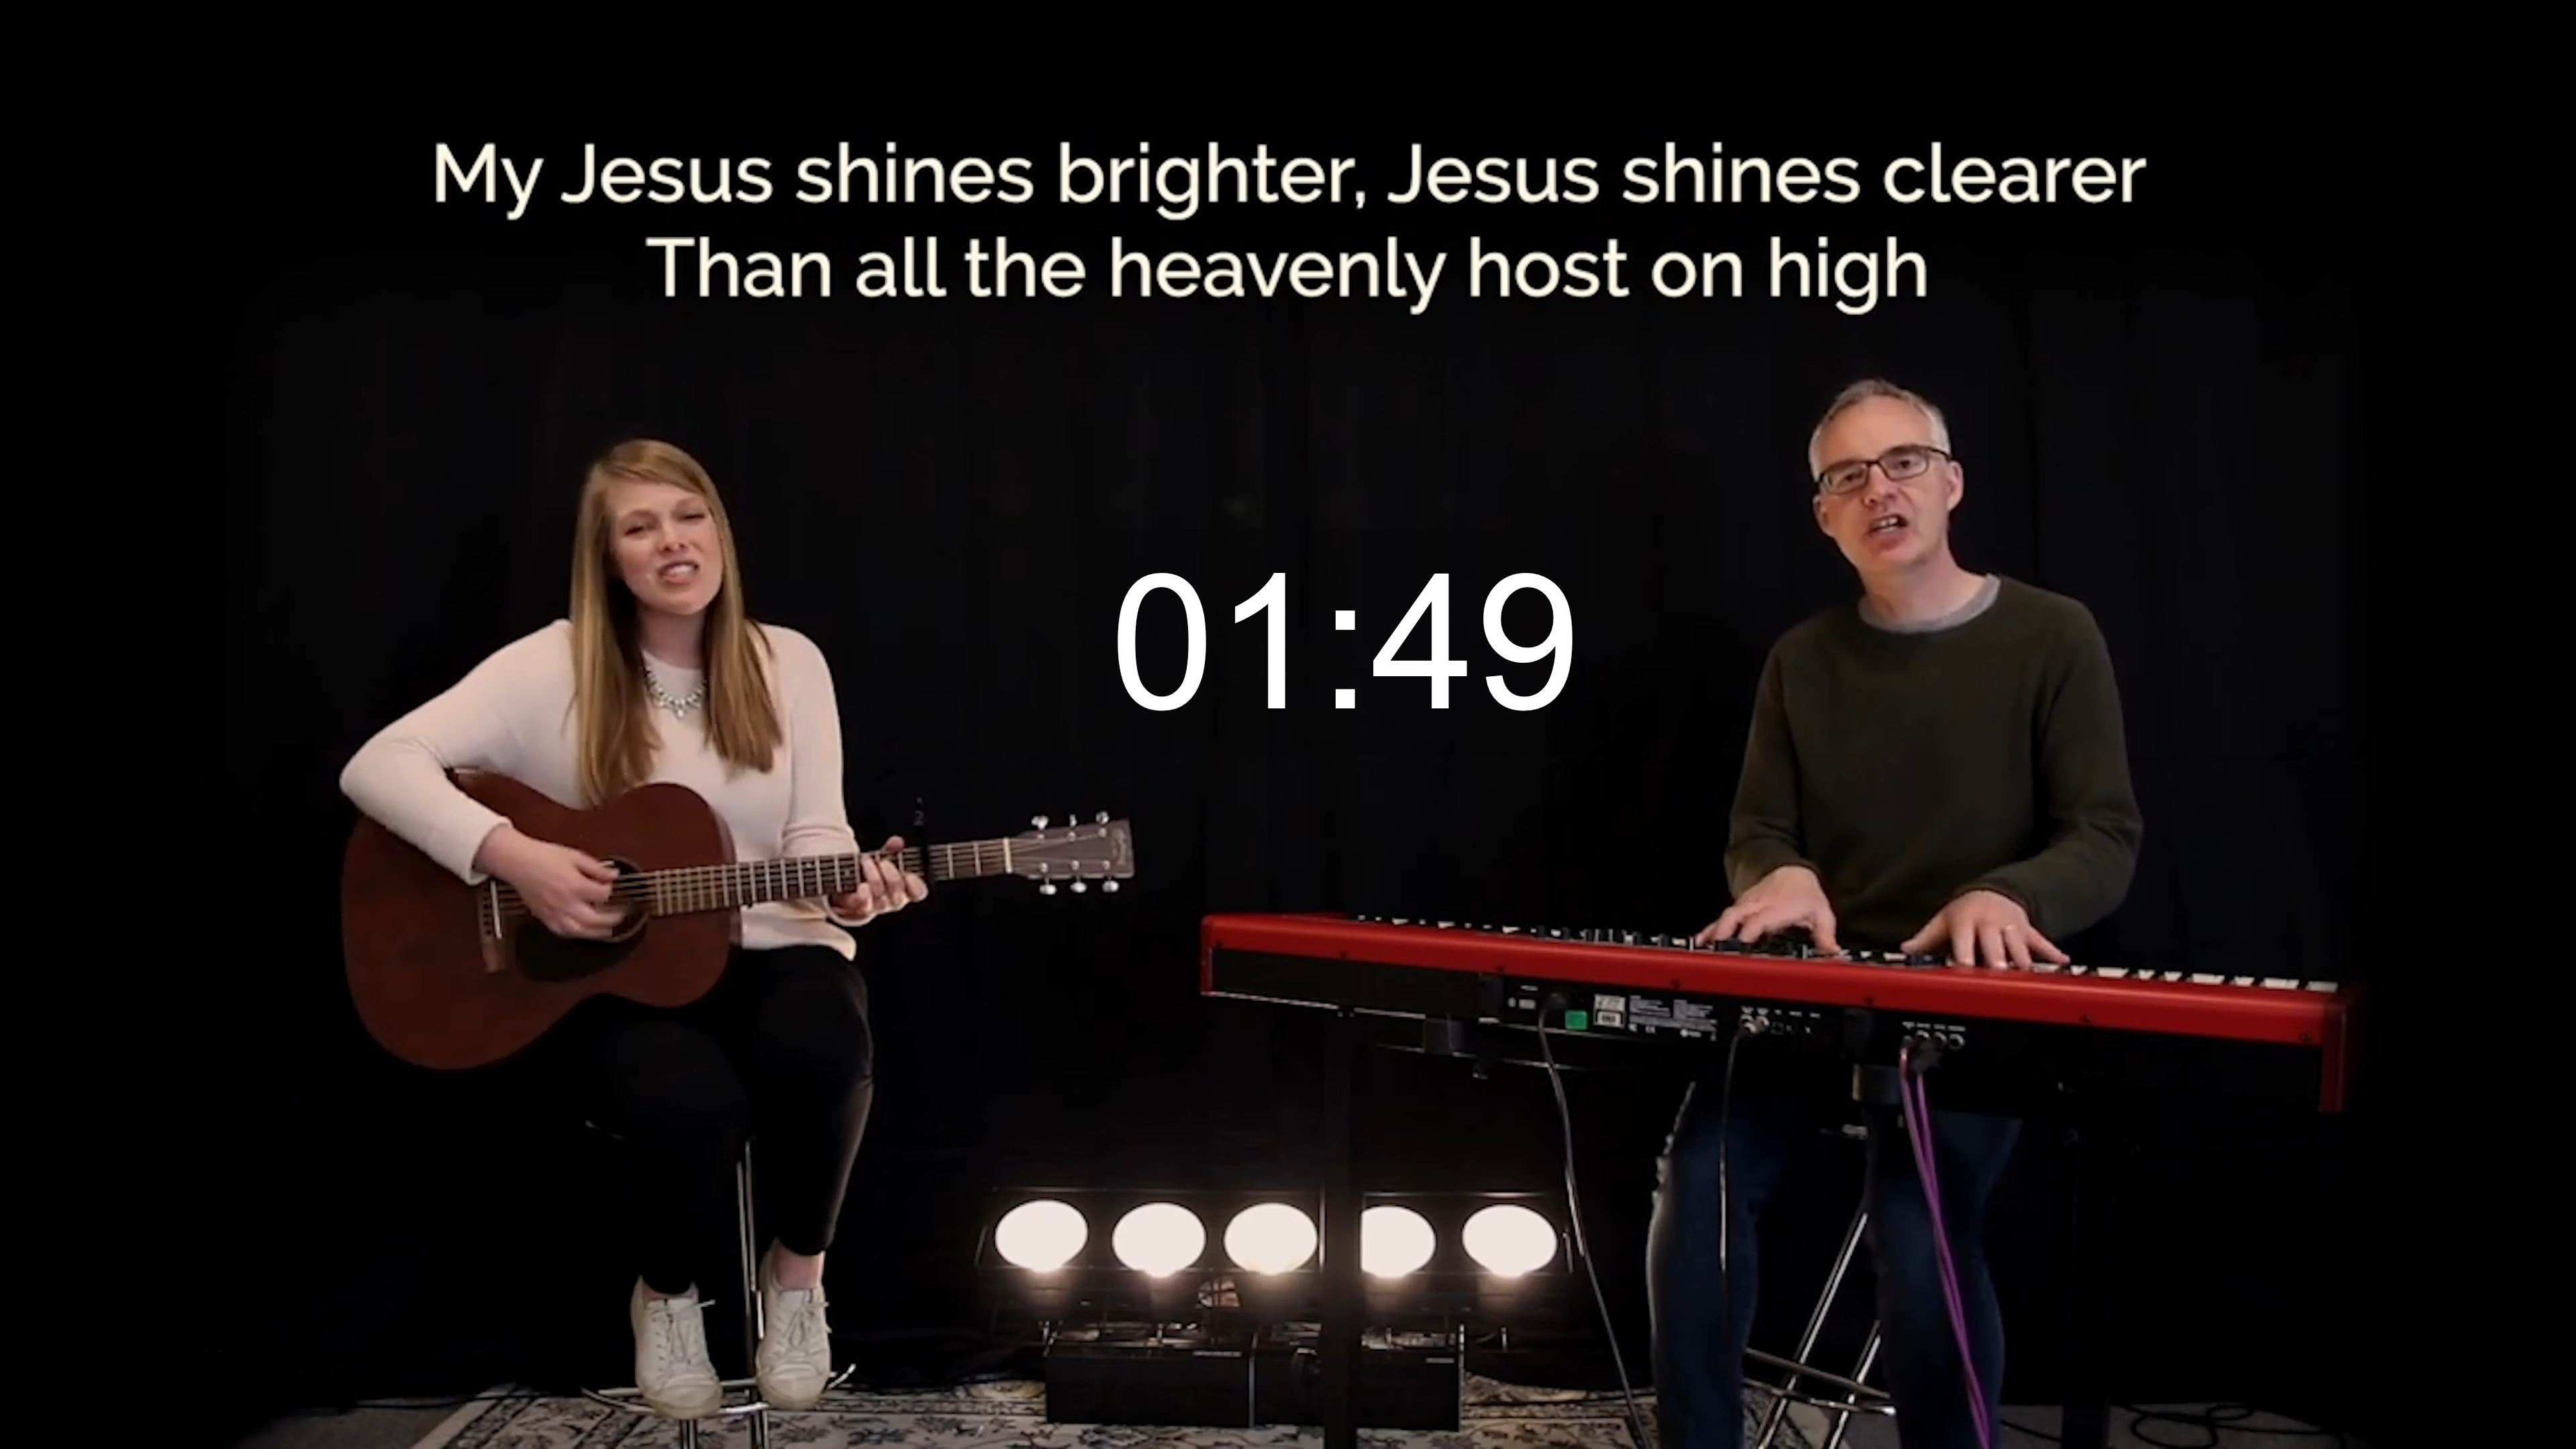 My Jesus shines brighter, Jesus shines clearer
Than all the heavenly host on high
01:49